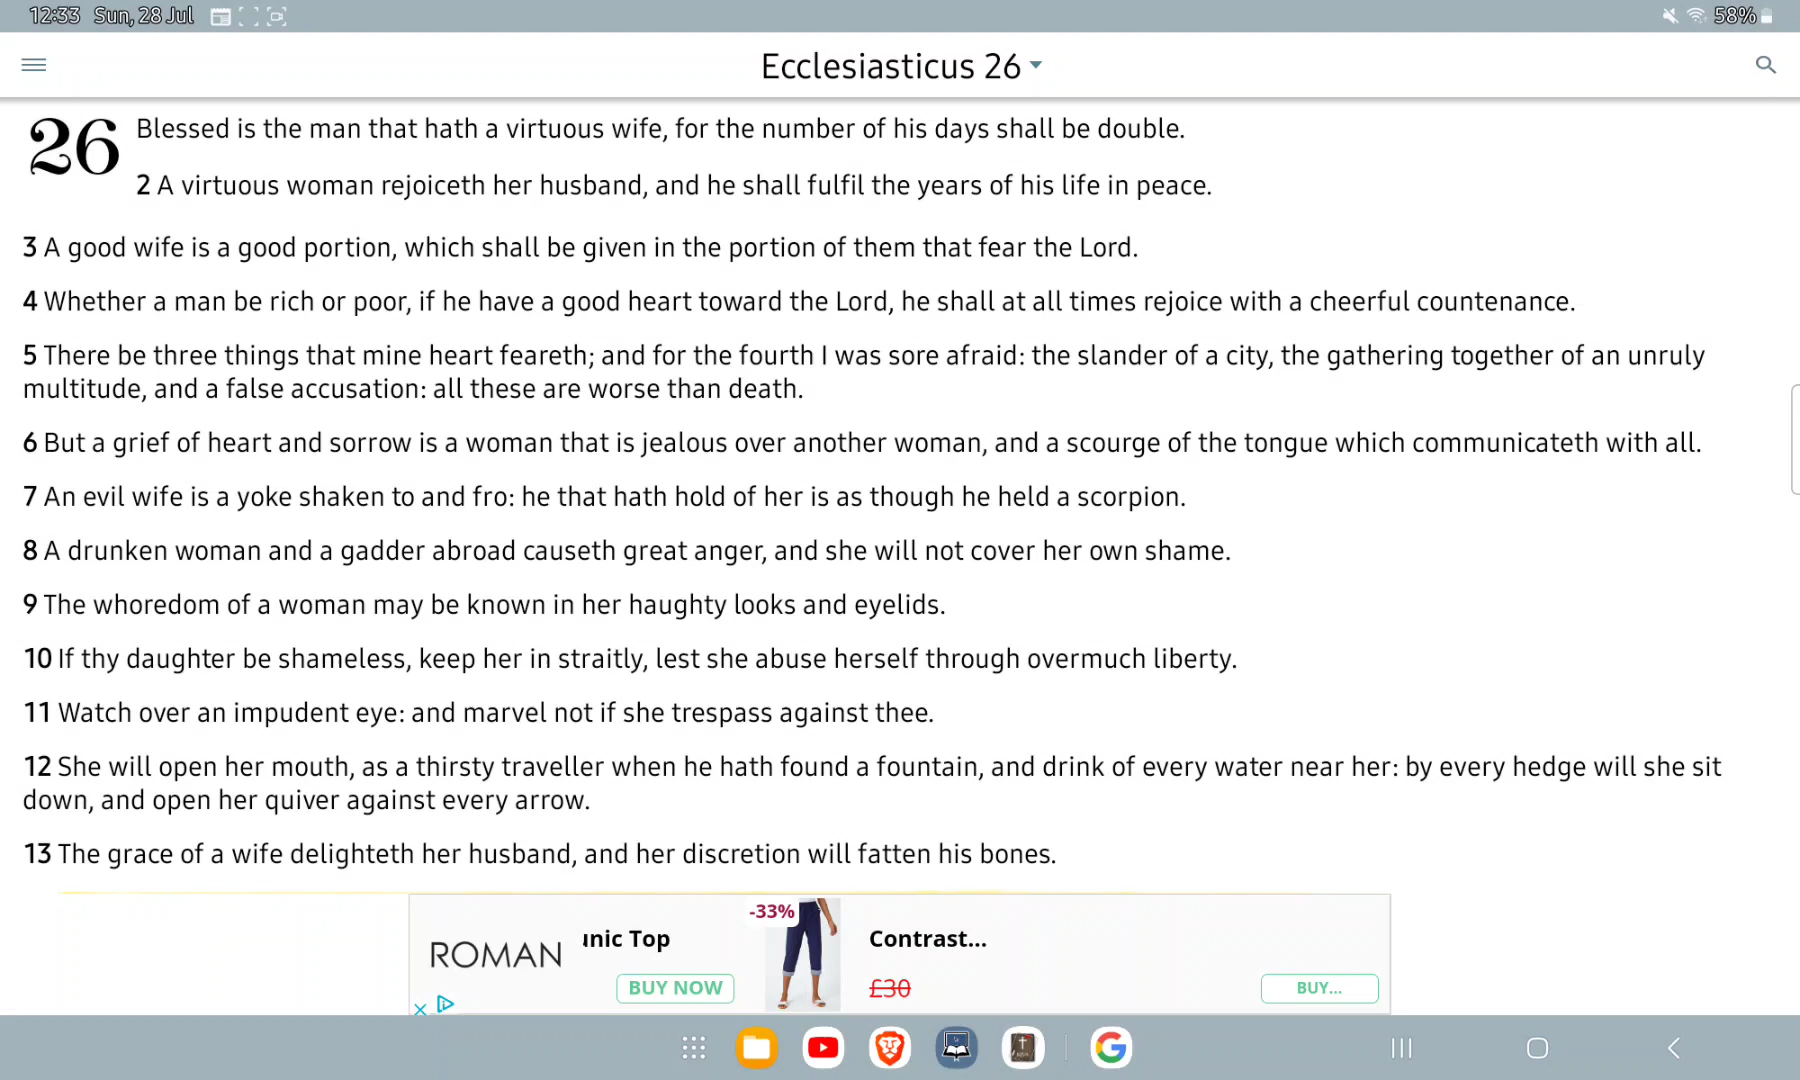 12:33 Sun, 28 Jul
58%
Ecclesiasticus 26
26 Blessed is the man that hath a virtuous wife, for the number of his days shall be double.
2 A virtuous woman rejoiceth her husband, and he shall fulfil the years of his life in peace.
3 A good wife is a good portion, which shall be given in the portion of them that fear the Lord.
4 Whether a man be rich or poor, if he have a good heart toward the Lord, he shall at all times rejoice with a cheerful countenance.
5 There be three things that mine heart feareth; and for the fourth I was sore afraid: the slander of a city, the gathering together of an unruly
multitude, and a false accusation: all these are worse than death.
6 But a grief of heart and sorrow is a woman that is jealous over another woman, and a scourge of the tongue which communicateth with all.
7 An evil wife is a yoke shaken to and fro: he that hath hold of her is as though he held a scorpion.
8 A drunken woman and a gadder abroad causeth great anger, and she will not cover her own shame.
9 The whoredom of a woman may be known in her haughty looks and eyelids.
10 If thy daughter be shameless, keep her in straitly, lest she abuse herself through overmuch liberty.
11 Watch over an impudent eye: and marvel not if she trespass against thee.
12 She will open her mouth, as a thirsty traveller when he hath found a fountain, and drink of every water near her: by every hedge will she sit
down, and open her quiver against every arrow.
13 The grace of a wife delighteth her husband, and her discretion will fatten his bones.
-33%
ROMAN
Top
Contrast...
£30
BUY NOW
BUY...